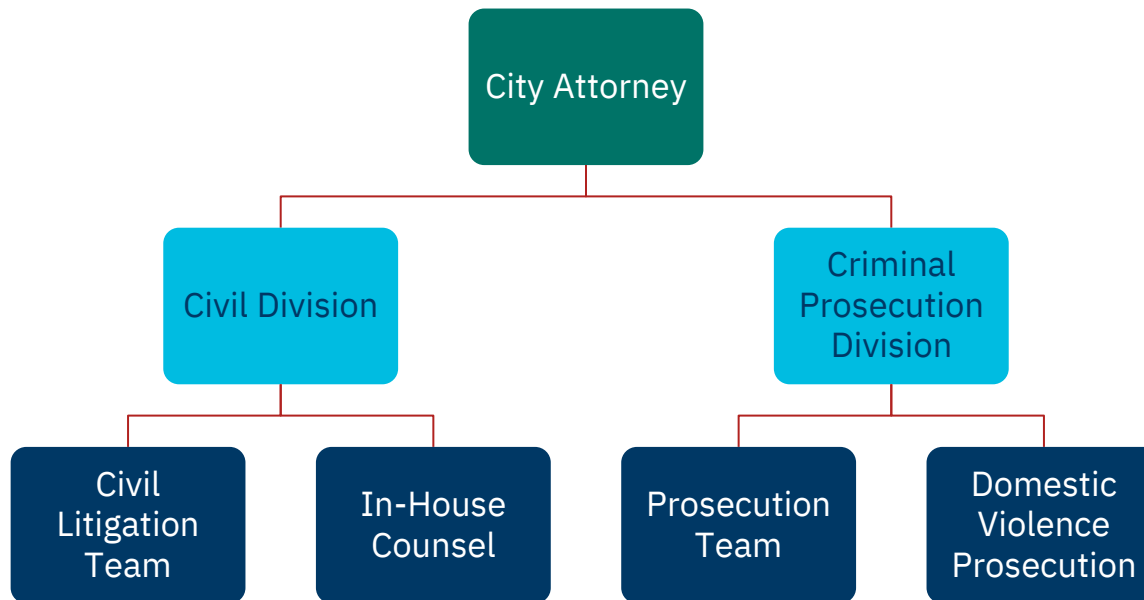 City Attorney
Civil Division
Criminal
Prosecution
Division
Civil
Litigation
Team
In-House
Counsel
Prosecution
Team
Domestic
Violence
Prosecution